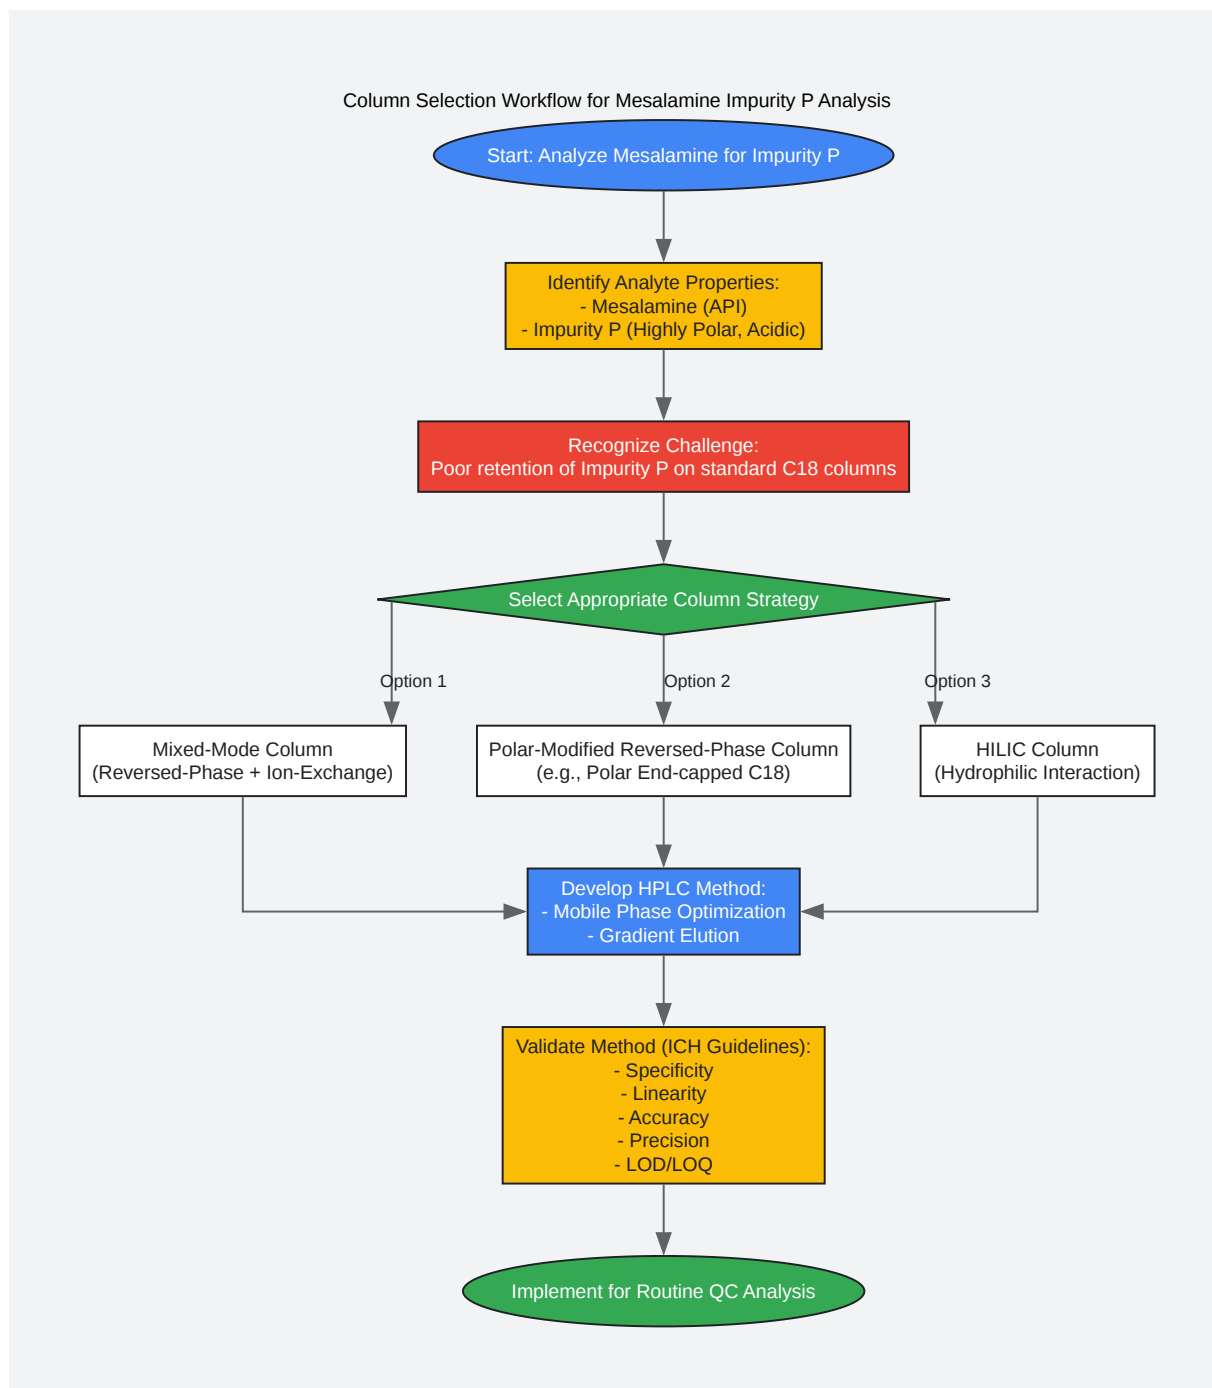 Column Selection Workflow for Mesalamine Impurity P Analysis
Start: Analyze Mesalamine for Impurity P
Identify Analyte Properties:
- Mesalamine (API)
- Impurity P (Highly Polar, Acidic)
Recognize Challenge:
Poor retention of Impurity P on standard C18 columns
Select Appropriate Column Strategy
Option 1
Option 2
Option 3
Mixed-Mode Column
(Reversed-Phase + Ion-Exchange)
Polar-Modified Reversed-Phase Column
(e.g., Polar End-capped C18)
HILIC Column
(Hydrophilic Interaction)
Develop HPLC Method:
- Mobile Phase Optimization
- Gradient Elution
Validate Method (ICH Guidelines):
- Specificity
- Linearity
- Accuracy
- Precision
- LOD/LOQ
Implement for Routine QC Analysis